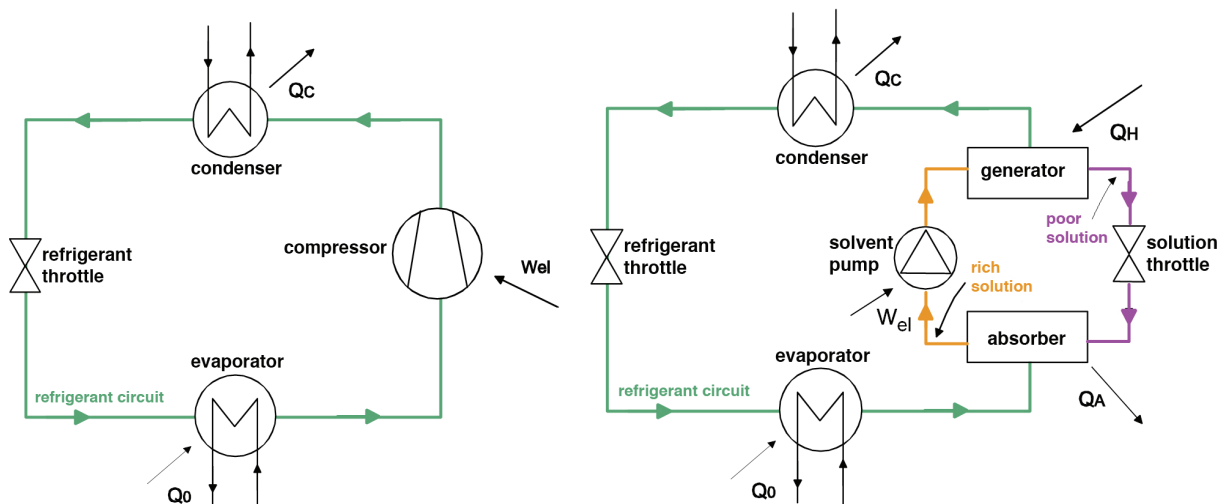 QC
condenser
compressor
refrigerant
throttle
Wel
evaporator
refrigerant circuit
Q0
QC
condenser
QH
generator
poor
solution
refrigerant
throttle
solvent
pump
solution
throttle
rich
solution
Wel
absorber
evaporator
refrigerant circuit
QA
Q0